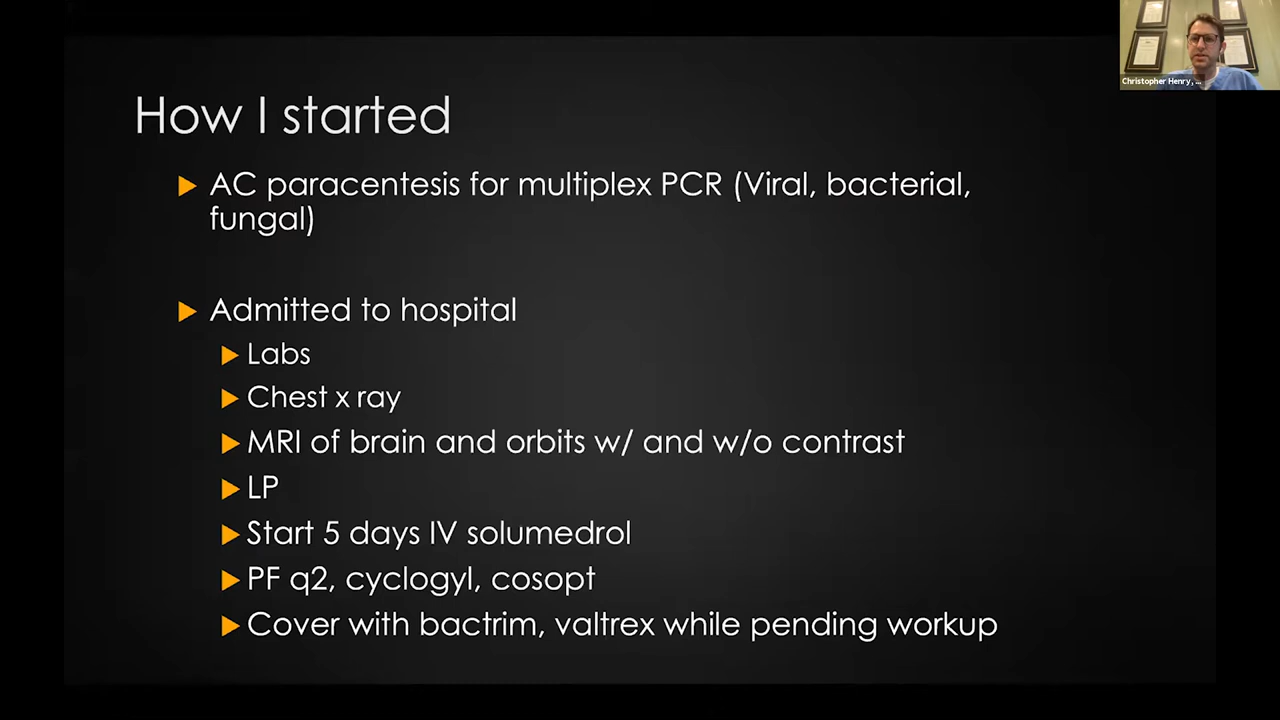 How I started
AC paracentesis for multiplex PCR (Viral, bacterial,
fungal)
Admitted to hospital
Labs
Chest x ray
MRI of brain and orbits w/ and w/o contrast
LP
Start 5 days IV solumedrol
PF q2, cyclogyl, cosopt
Cover with bactrim, valtrex while pending workup
Christopher Henry, ...